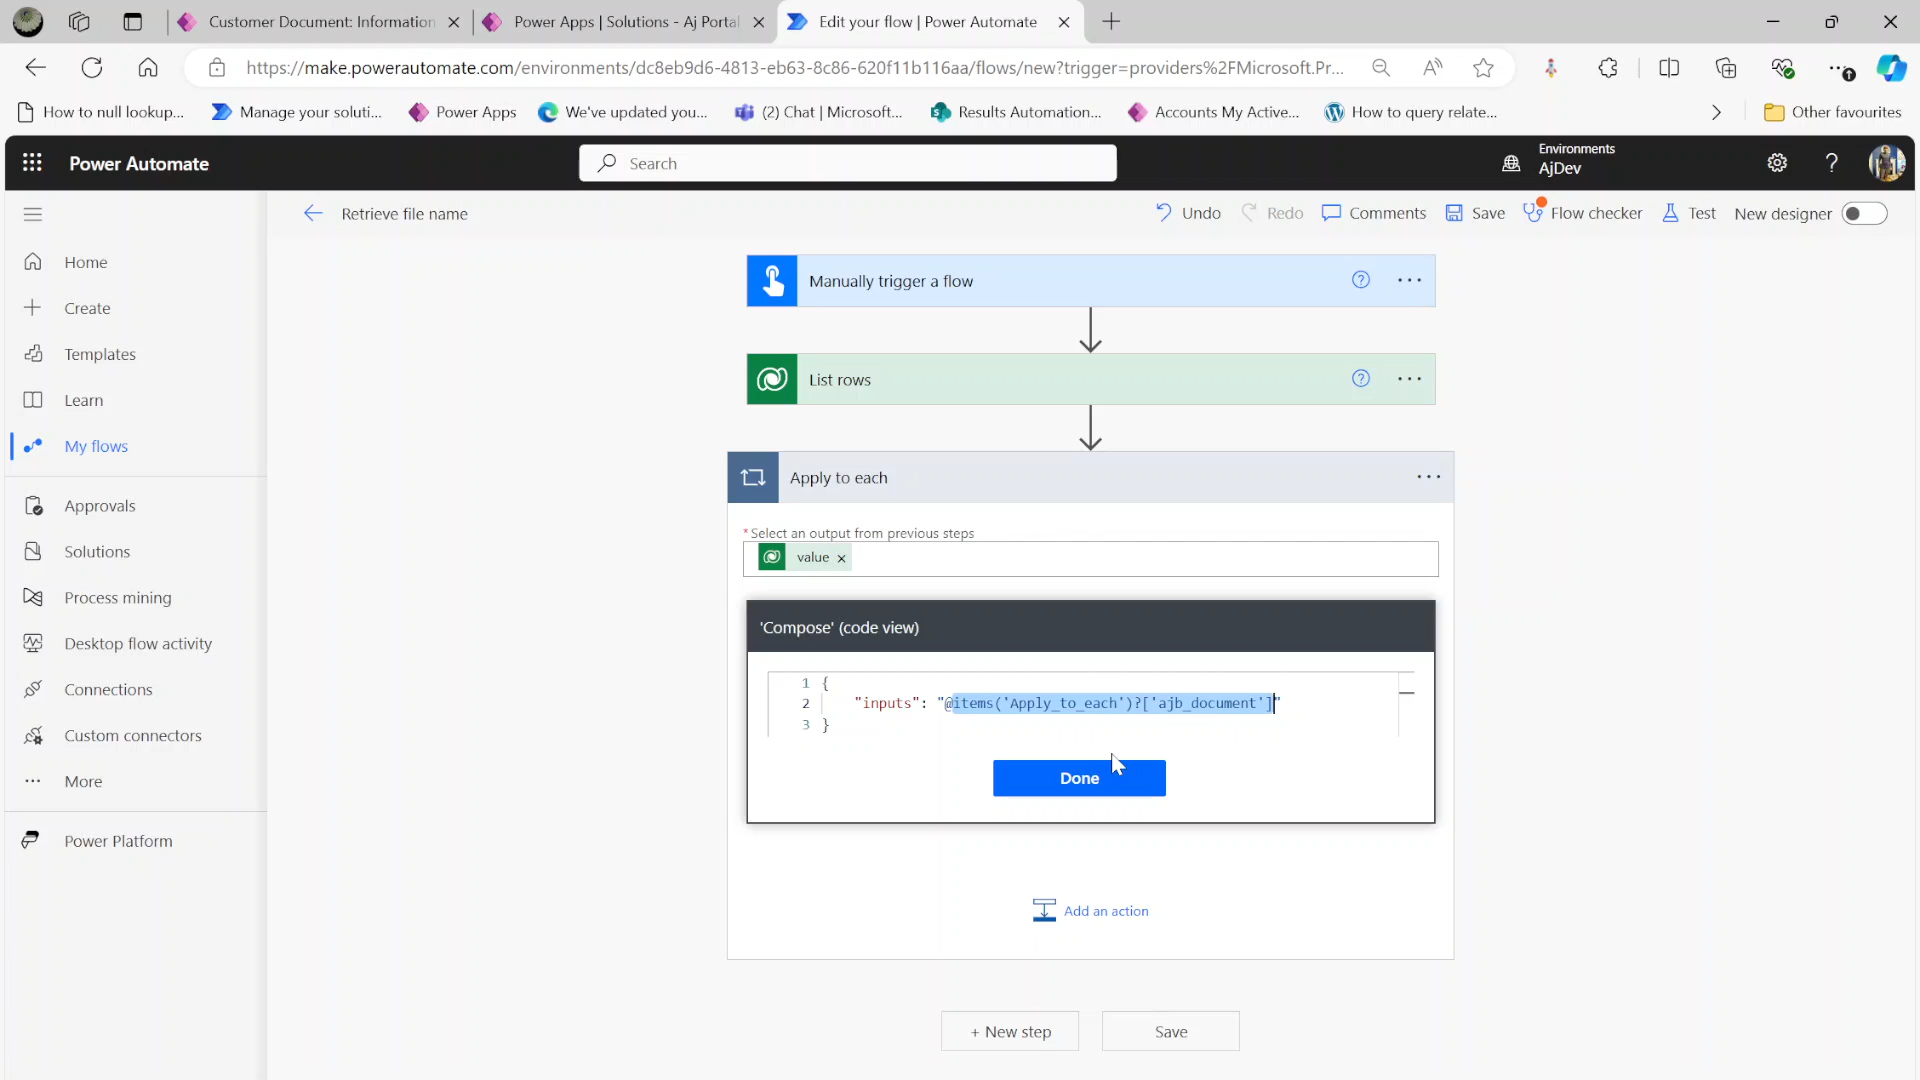 Customer Document: Information
Power Apps | Solutions - Aj Portal
Edit your flow | Power Automate
https://make.powerautomate.com/environments/dc8eb9d6-4813-eb63-8c86-620f11b116aa/flows/new?trigger=providers%2FMicrosoft.Pr...
How to null lookup...
Manage your soluti...
Power Apps
We've updated you...
(2) Chat | Microsoft...
Results Automation...
Accounts My Active...
How to query relate...
Other favourites
Power Automate
Search
Environments
AjDev
Retrieve file name
Undo
Redo
Comments
Save
Flow checker
Test
New designer
Home
Create
Templates
Learn
My flows
Approvals
Solutions
Process mining
Desktop flow activity
Connections
Custom connectors
More
Power Platform
Manually trigger a flow
List rows
Apply to each
* Select an output from previous steps
value
'Compose' (code view)
1 {
2 "inputs": "@items('Apply_to_each')?['ajb_document']"
3 }
Done
Add an action
+ New step
Save